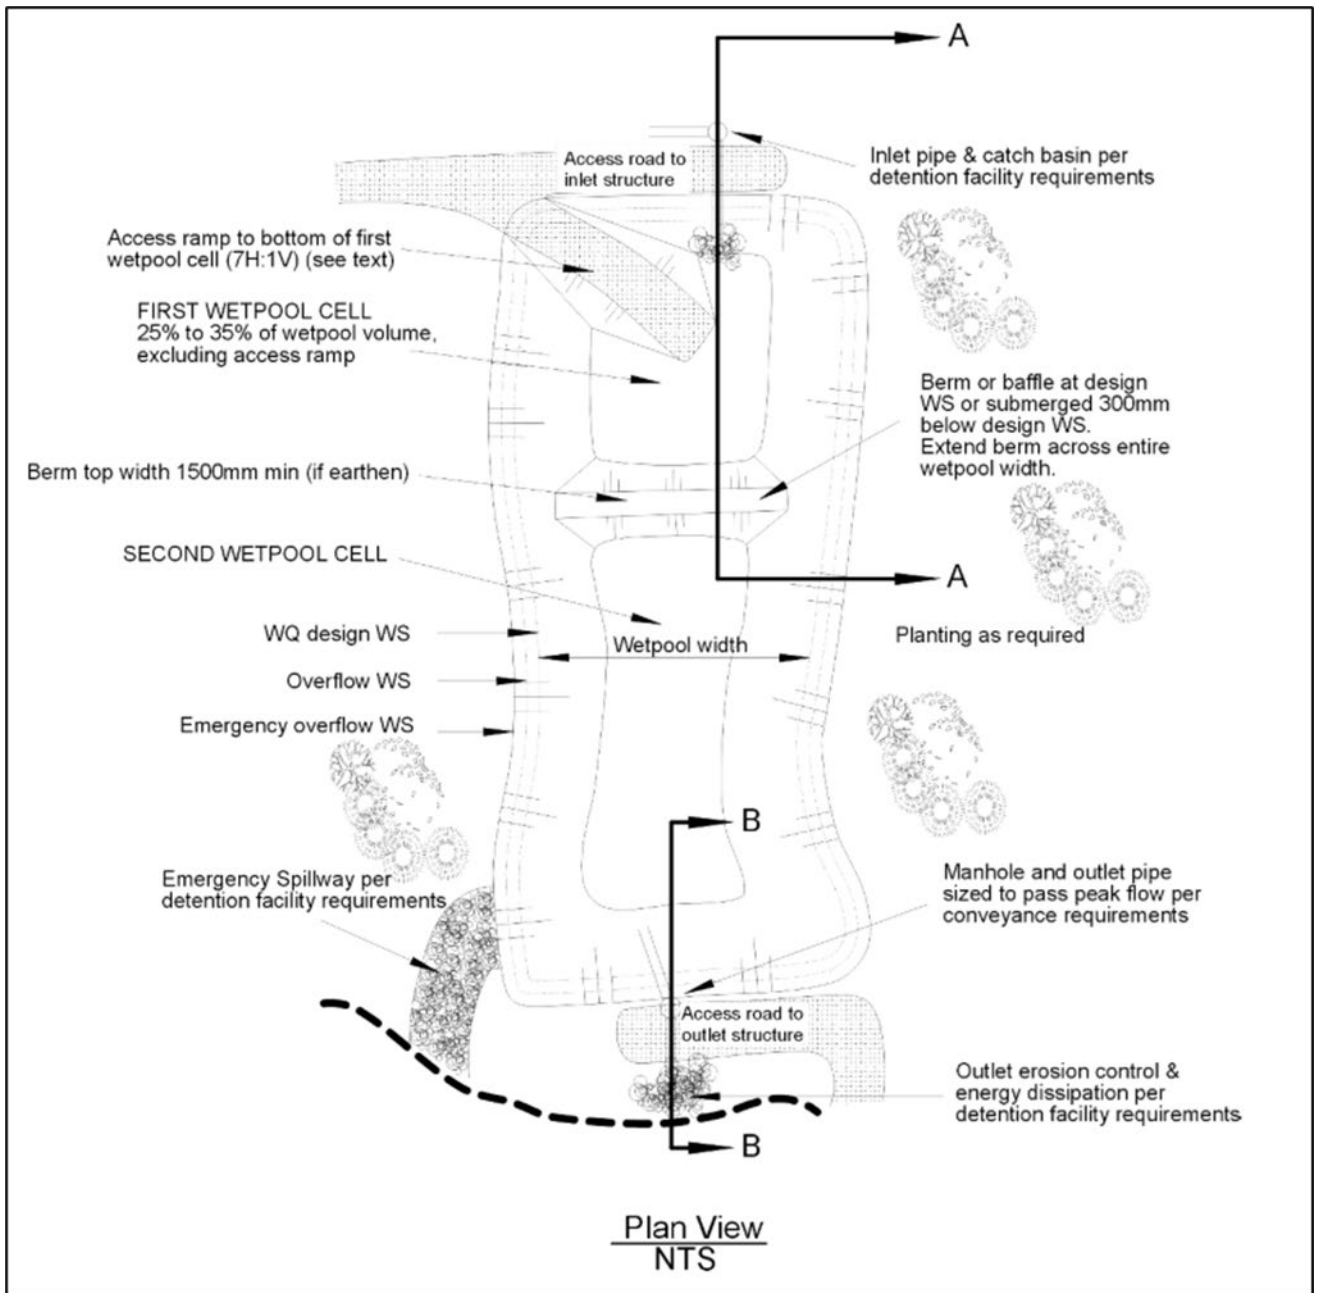 A
Inlet pipe & catch basin per
detention facility requirements
Access road to
inlet structure
Access ramp to bottom of first
wetpool cell (7H:1V) (see text)
FIRST WETPOOL CELL
25% to 35% of wetpool volume,
excluding access ramp
Berm or baffle at design
WS or submerged 300mm
below design WS.
Extend berm across entire
wetpool width.
Berm top width 1500mm min (if earthen)
SECOND WETPOOL CELL
A
WQ design WS
Planting as required
Wetpool width
Overflow WS
Emergency overflow WS
B
Emergency Spillway per
detention facility requirements
Manhole and outlet pipe
sized to pass peak flow per
conveyance requirements
Access road to
outlet structure
Outlet erosion control &
energy dissipation per
detention facility requirements
B
Plan View
NTS